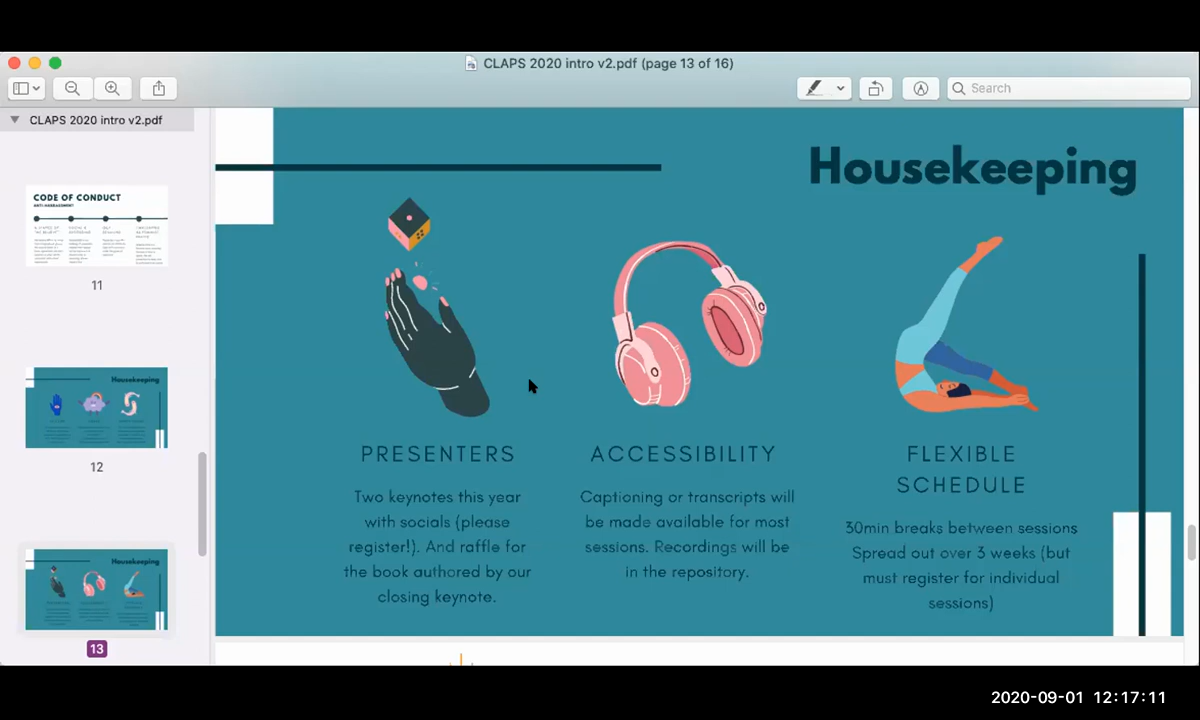 CLAPS 2020 intro v2.pdf (page 13 of 16)
Search
CLAPS 2020 intro v2.pdf
CODE OF CONDUCT
ANTI-HARRASSMENT
11
Housekeeping
12
Housekeeping
13
Housekeeping
PRESENTERS
Two keynotes this year
with socials (please
register!). And raffle for
the book authored by our
closing keynote.
ACCESSIBILITY
Captioning or transcripts will
be made available for most
sessions. Recordings will be
in the repository.
FLEXIBLE
SCHEDULE
30min breaks between sessions
Spread out over 3 weeks (but
must register for individual
sessions)
2020-09-01 12:17:11